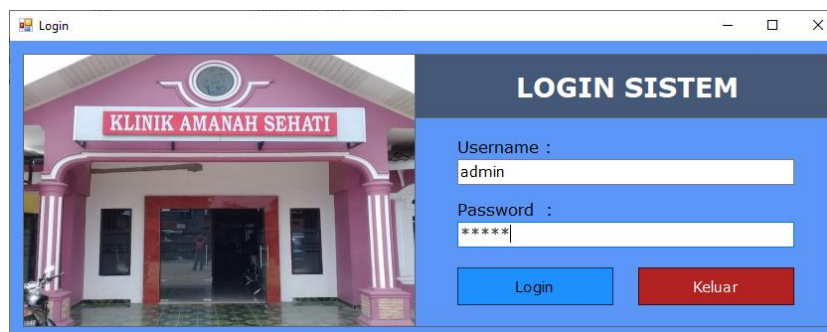 Login
KLINIK AMANAH SEHATI
LOGIN SISTEM
Username :
admin
Password :
*****
Login
Keluar